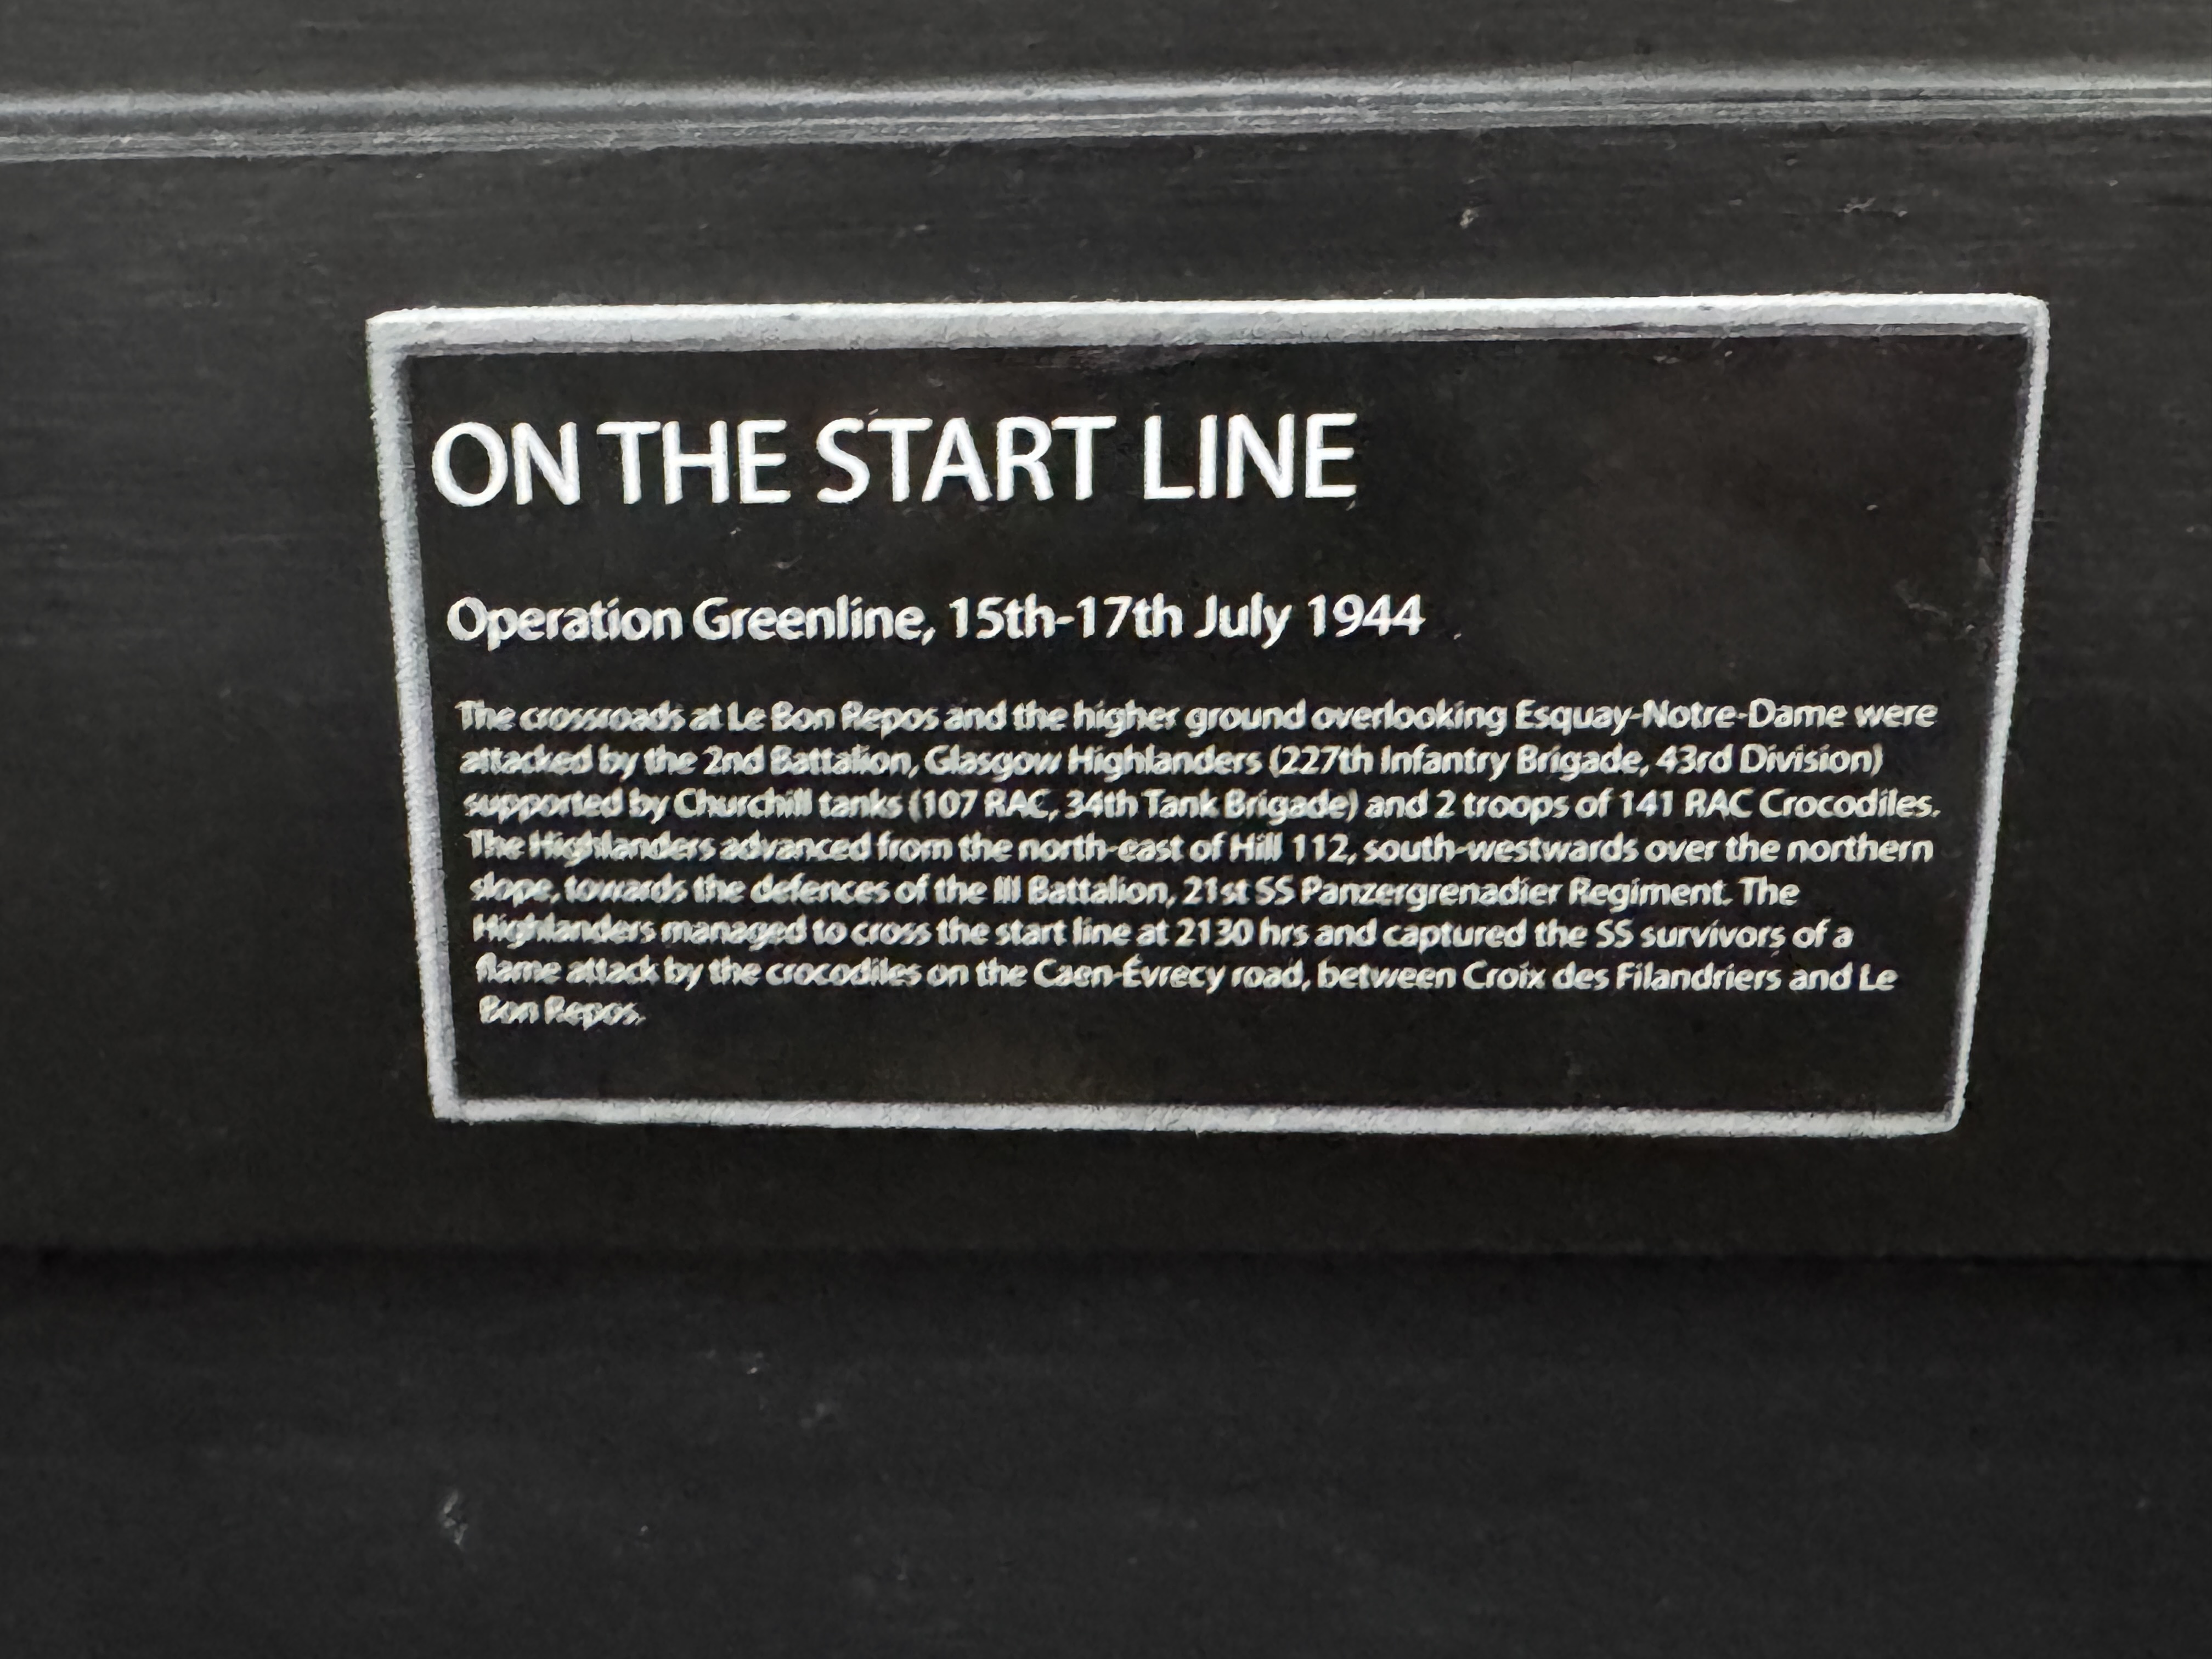 ON THE START LINE
Operation Greenline, 15th-17th July 1944
The crossroads at Le Bon Repos and the higher ground overlooking Esquay-Notre-Dame were
attacked by the 2nd Battalion, Glasgow Highlanders (227th Infantry Brigade, 43rd Division)
supported by Churchill tanks (107 RAC, 34th Tank Brigade) and 2 troops of 141 RAC Crocodiles.
The Highlanders advanced from the north-east of Hill 112, south-westwards over the northern
slope, towards the defences of the III Battalion, 21st SS Panzergrenadier Regiment. The
Highlanders managed to cross the start line at 2130 hrs and captured the SS survivors of a
flame attack by the crocodiles on the Caen-Évrecy road, between Croix des Filandriers and Le
Bon Repos.